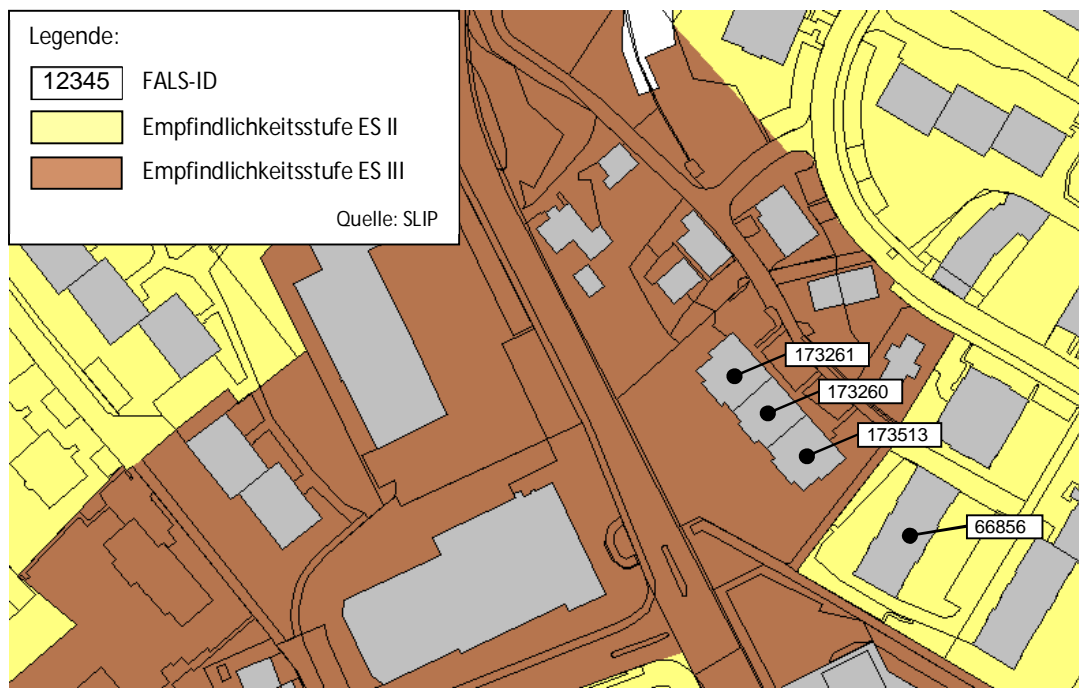 Legende:
12345 FALS-ID
Empfindlichkeitsstufe ES II
Empfindlichkeitsstufe ES III
Quelle: SLIP
173261
173260
173513
66856